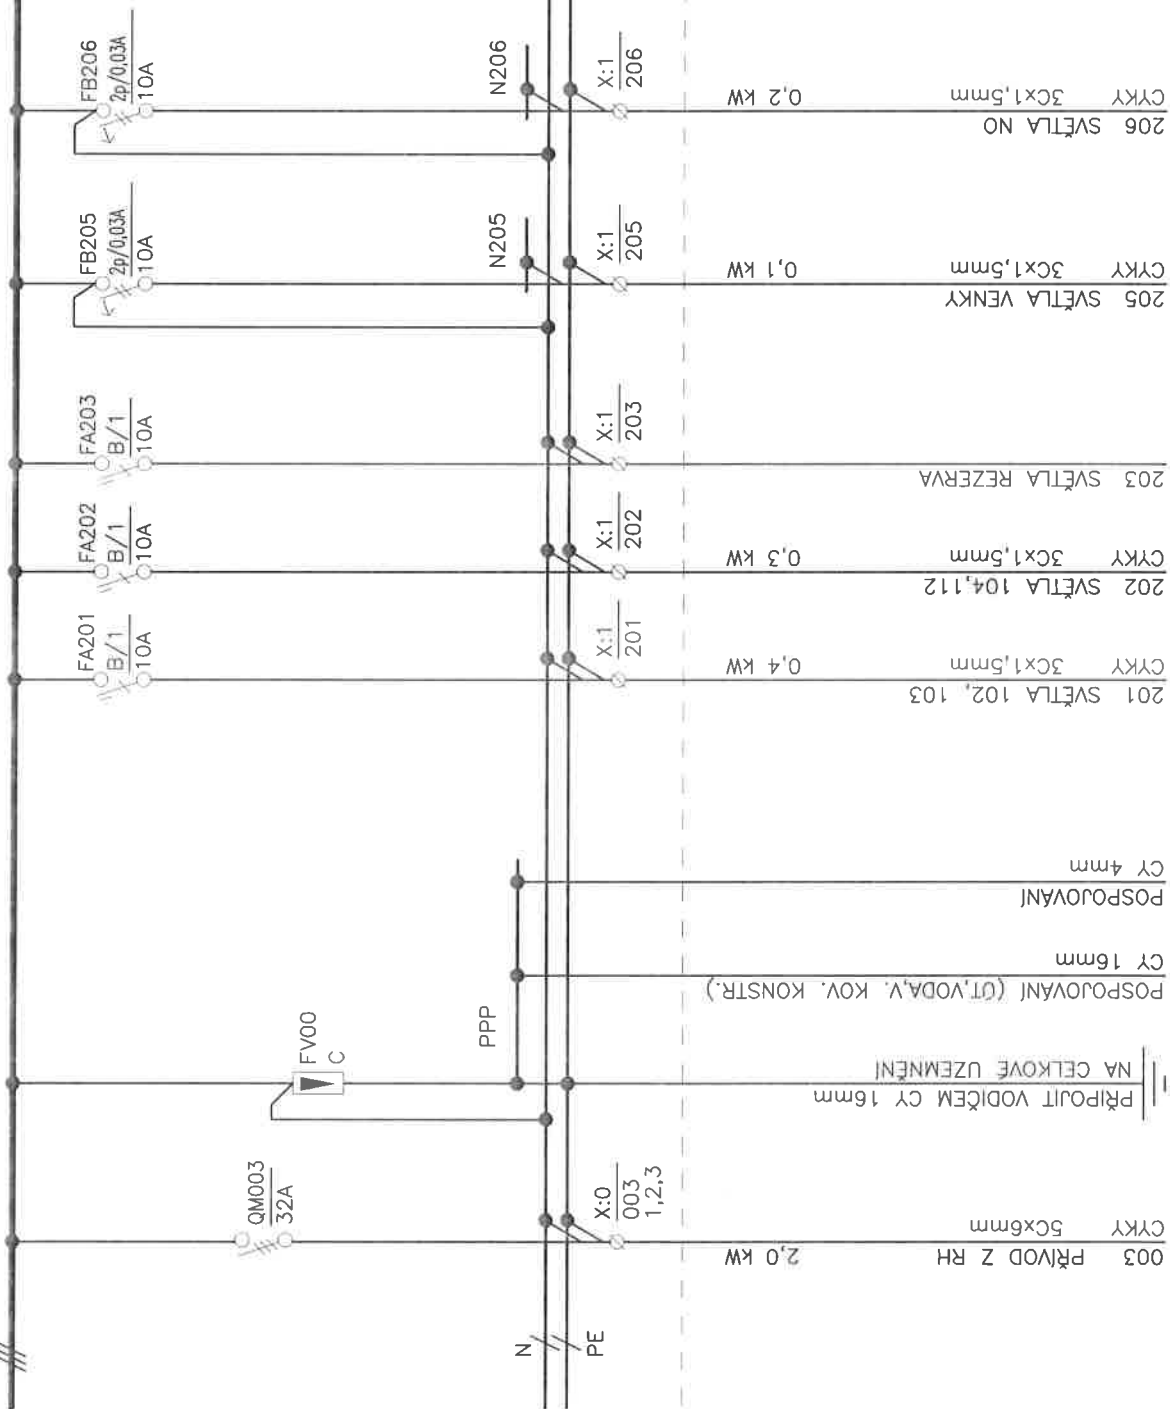 FB206
2p/0,03A
10A
N206
X:1
206
0,2 kW
206 SVĚTLA NO
CYKY 3Cx1,5mm
FB205
2p/0,03A
10A
N205
X:1
205
0,1 kW
205 SVĚTLA VENKY
CYKY 3Cx1,5mm
FA203
B/1
10A
X:1
203
203 SVĚTLA REZERVA
FA202
B/1
10A
X:1
202
0,3 kW
202 SVĚTLA 104,112
CYKY 3Cx1,5mm
FA201
B/1
10A
X:1
201
0,4 kW
201 SVĚTLA 102, 103
CYKY 3Cx1,5mm
POSPOJOVÁNÍ
CY 4mm
POSPOJOVÁNÍ (ÚT,VODA,V. KOV. KONSTR.)
CY 16mm
PPP
FV00
C
PŘIPOJIT VODIČEM CY 16mm
NA CELKOVÉ UZEMNĚNÍ
QM003
32A
X:0
003
1,2,3
2,0 kW
003 PŘÍVOD Z RH
CYKY 5Cx6mm
N
PE